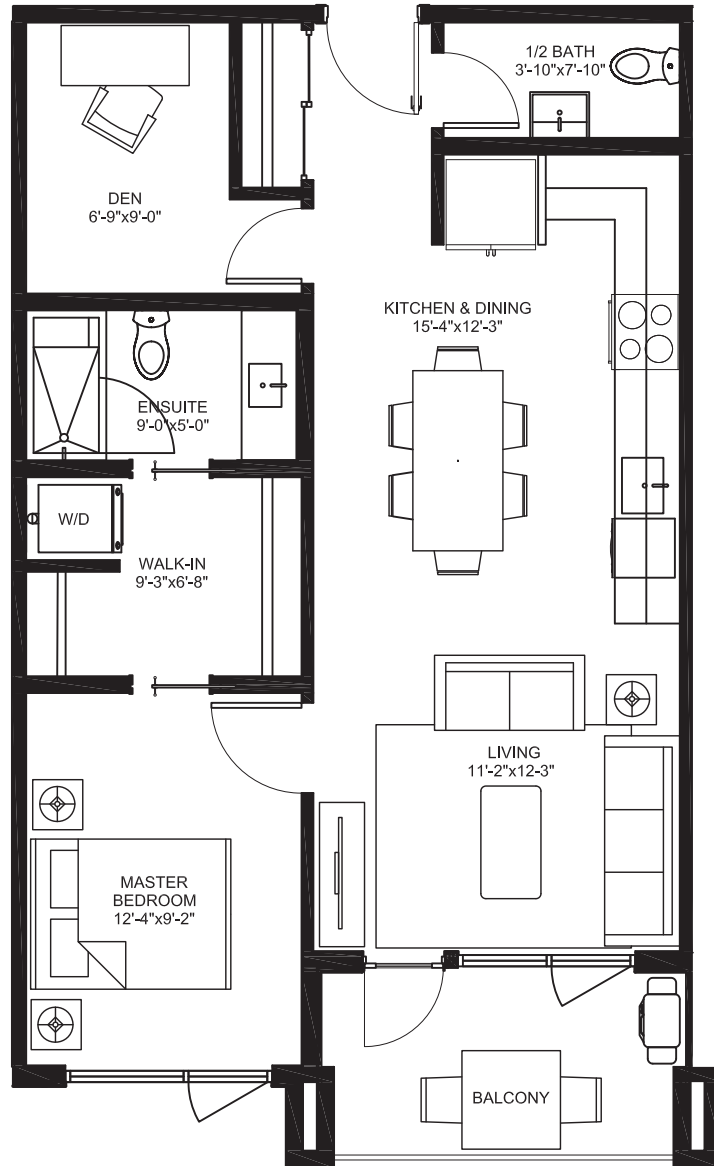 1/2 BATH
3'-10"x7'-10"
DEN
6'-9"x9'-0"
KITCHEN & DINING
15'-4"x12'-3"
ENSUITE
9'-0"x5'-0"
W/D
WALK-IN
9'-3"x6'-8"
LIVING
11'-2"x12-3"
MASTER
BEDROOM
12'-4"x9'-2"
BALCONY